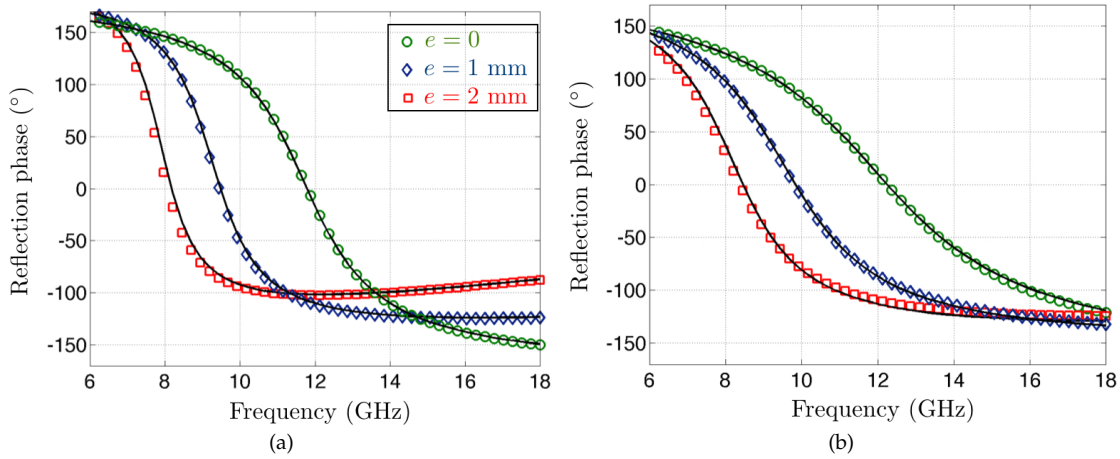 150
100
50
0
-50
-100
-150
6 8 10 12 14 16 18
Reflection phase (°)
Frequency (GHz)
e = 0
e = 1 mm
e = 2 mm
(a)
150
100
50
0
-50
-100
-150
6 8 10 12 14 16 18
Reflection phase (°)
Frequency (GHz)
(b)